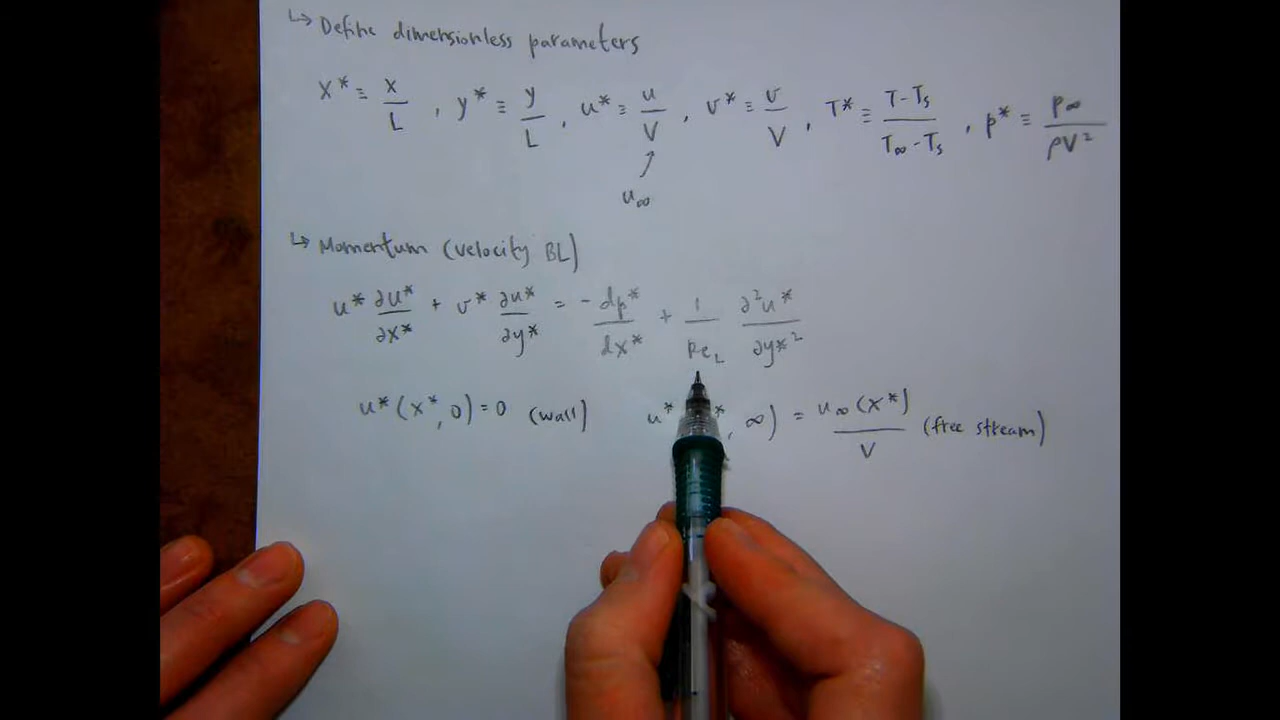 ↳ Define dimensionless parameters
x* ≡ x/L , y* ≡ y/L , u* ≡ u/V , v* ≡ v/V , T* ≡ (T-Ts)/(T∞-Ts) , p* ≡ p∞/ρV²
↑
u∞
↳ Momentum (velocity BL)
u* ∂u*/∂x* + v* ∂u*/∂y* = - dp*/dx* + 1/Re_L ∂²u*/∂y*²
u*(x*,0) = 0 (wall) u* *, ∞) = u∞(x*)/V (free stream)